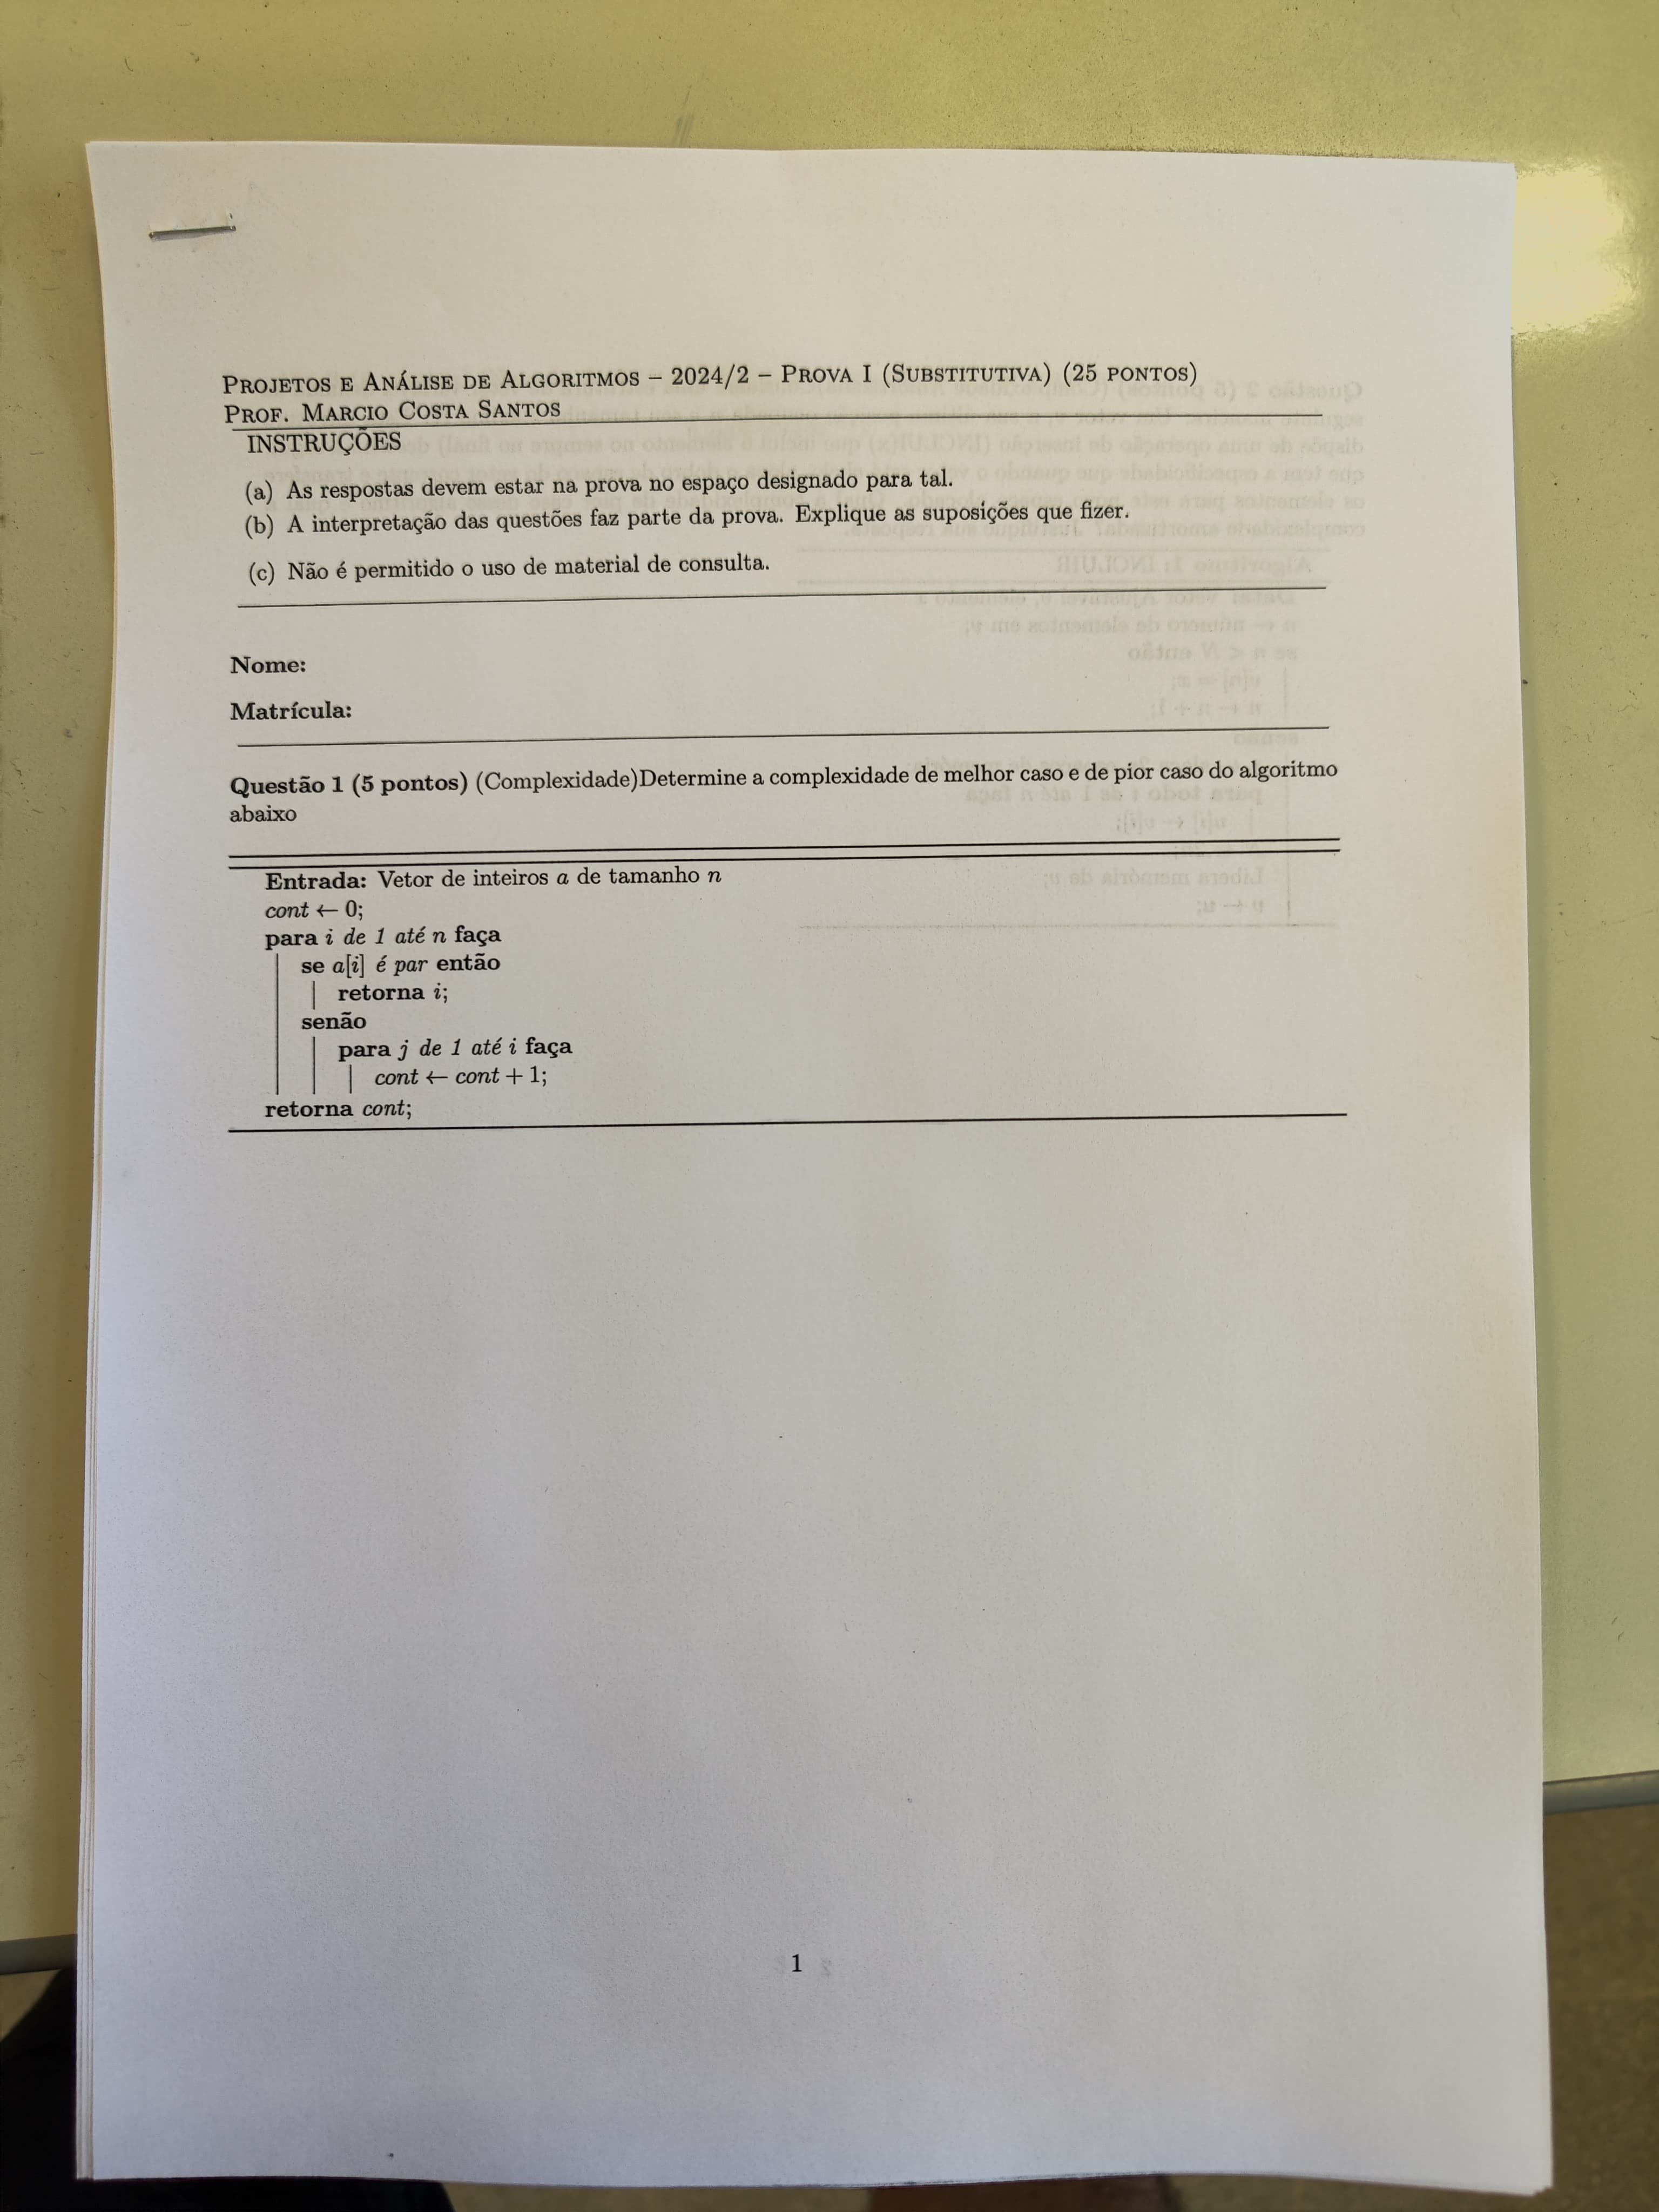 PROJETOS E ANÁLISE DE ALGORITMOS – 2024/2 – PROVA I (SUBSTITUTIVA) (25 PONTOS)
PROF. MARCIO COSTA SANTOS
INSTRUÇÕES
(a) As respostas devem estar na prova no espaço designado para tal.
(b) A interpretação das questões faz parte da prova. Explique as suposições que fizer.
(c) Não é permitido o uso de material de consulta.
Nome:
Matrícula:
Questão 1 (5 pontos) (Complexidade)Determine a complexidade de melhor caso e de pior caso do algoritmo
abaixo
Entrada: Vetor de inteiros a de tamanho n
cont ← 0;
para i de 1 até n faça
se a[i] é par então
retorna i;
senão
para j de 1 até i faça
cont ← cont + 1;
retorna cont;
1